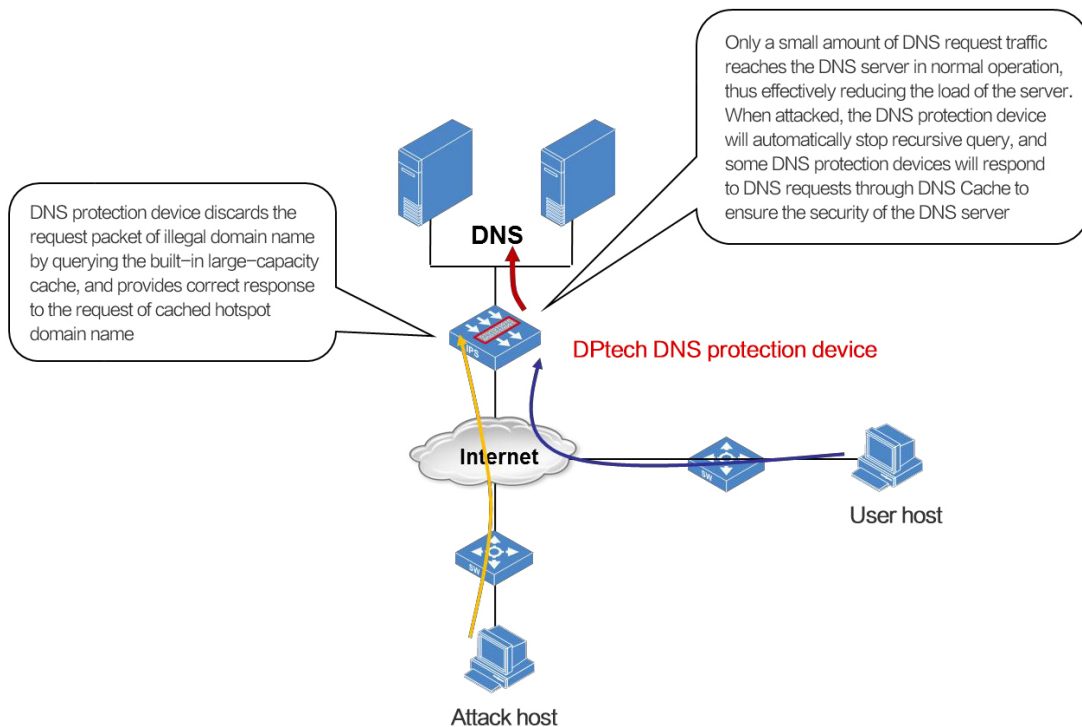 Only a small amount of DNS request traffic
reaches the DNS server in normal operation,
thus effectively reducing the load of the server.
When attacked, the DNS protection device
will automatically stop recursive query, and
some DNS protection devices will respond
to DNS requests through DNS Cache to
ensure the security of the DNS server
DNS protection device discards the
request packet of illegal domain name
by querying the built-in large-capacity
cache, and provides correct response
to the request of cached hotspot
domain name
DNS
IPS
DPtech DNS protection device
Internet
SW
User host
SW
Attack host